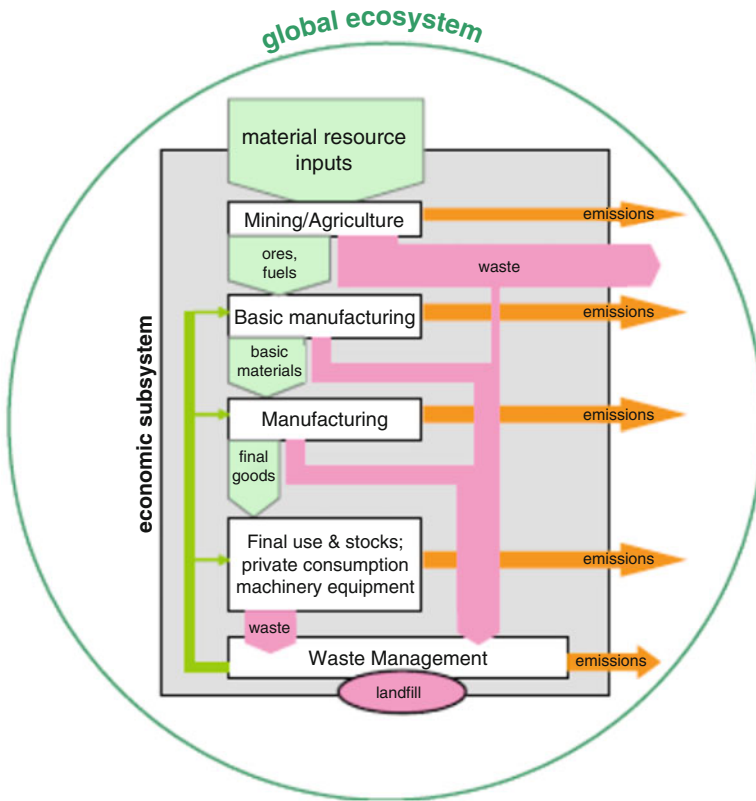 global ecosystem
material resource
inputs
Mining/Agriculture
emissions
ores,
fuels
waste
Basic manufacturing
emissions
basic
materials
economic subsystem
Manufacturing
emissions
final
goods
Final use & stocks;
private consumption
machinery equipment
emissions
waste
Waste Management
emissions
landfill